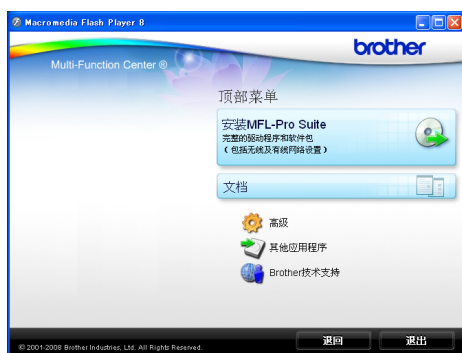 Macromedia Flash Player 8
brother
Multi-Function Center ®
顶部菜单
安装MFL-Pro Suite
完整的驱动程序和软件包
（包括无线及有线网络设置）
文档
高级
其他应用程序
Brother技术支持
© 2001-2008 Brother Industries, Ltd. All Rights Reserved.
退回
退出